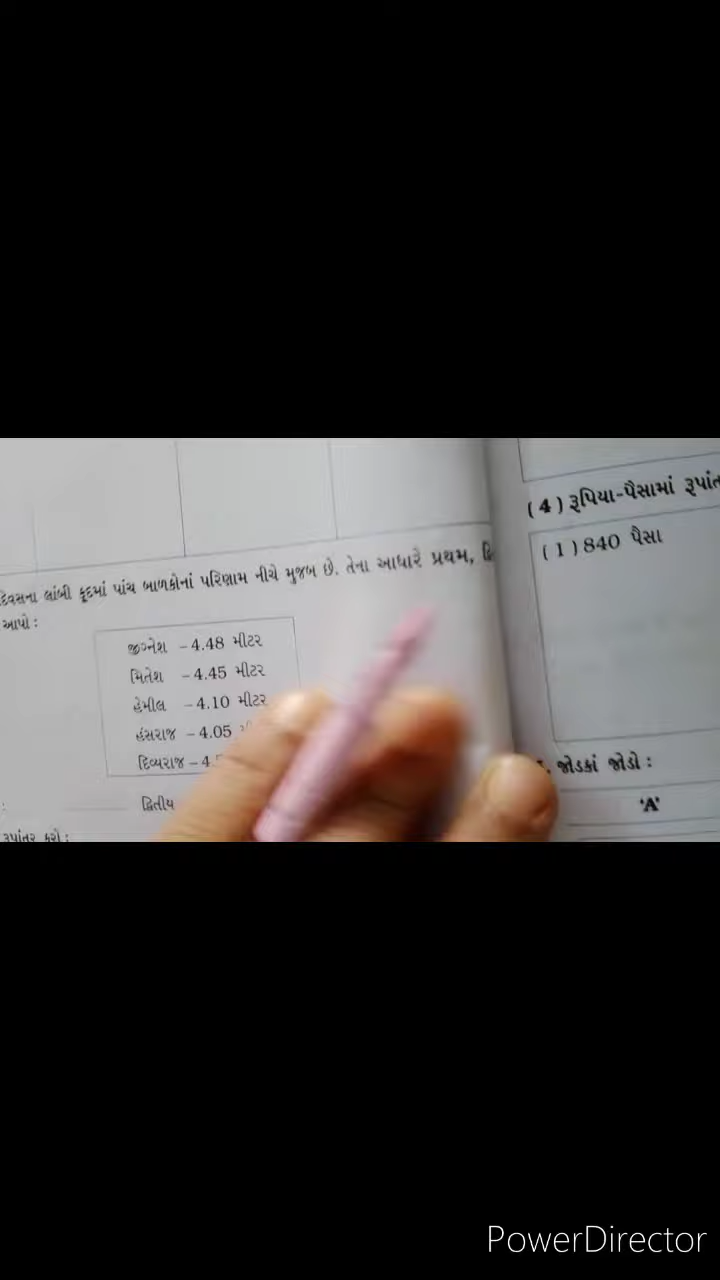 દિવસના લાંબી કૂદમાં પાંચ બાળકોનાં પરિણામ નીચે મુજબ છે. તેના આધારે પ્રથમ,
આપો :
જીગ્નેશ - 4.48 મીટર
મિતેશ - 4.45 મીટર
હેમીલ - 4.10 મીટર
હંસરાજ - 4.05
દિવ્યરાજ - 4.
દ્વિતીય
રૂપાંતર કરો :
(4) રૂપિયા-પૈસામાં
(1) 840 પૈસા
જોડકાં જોડો :
'A'
PowerDirector